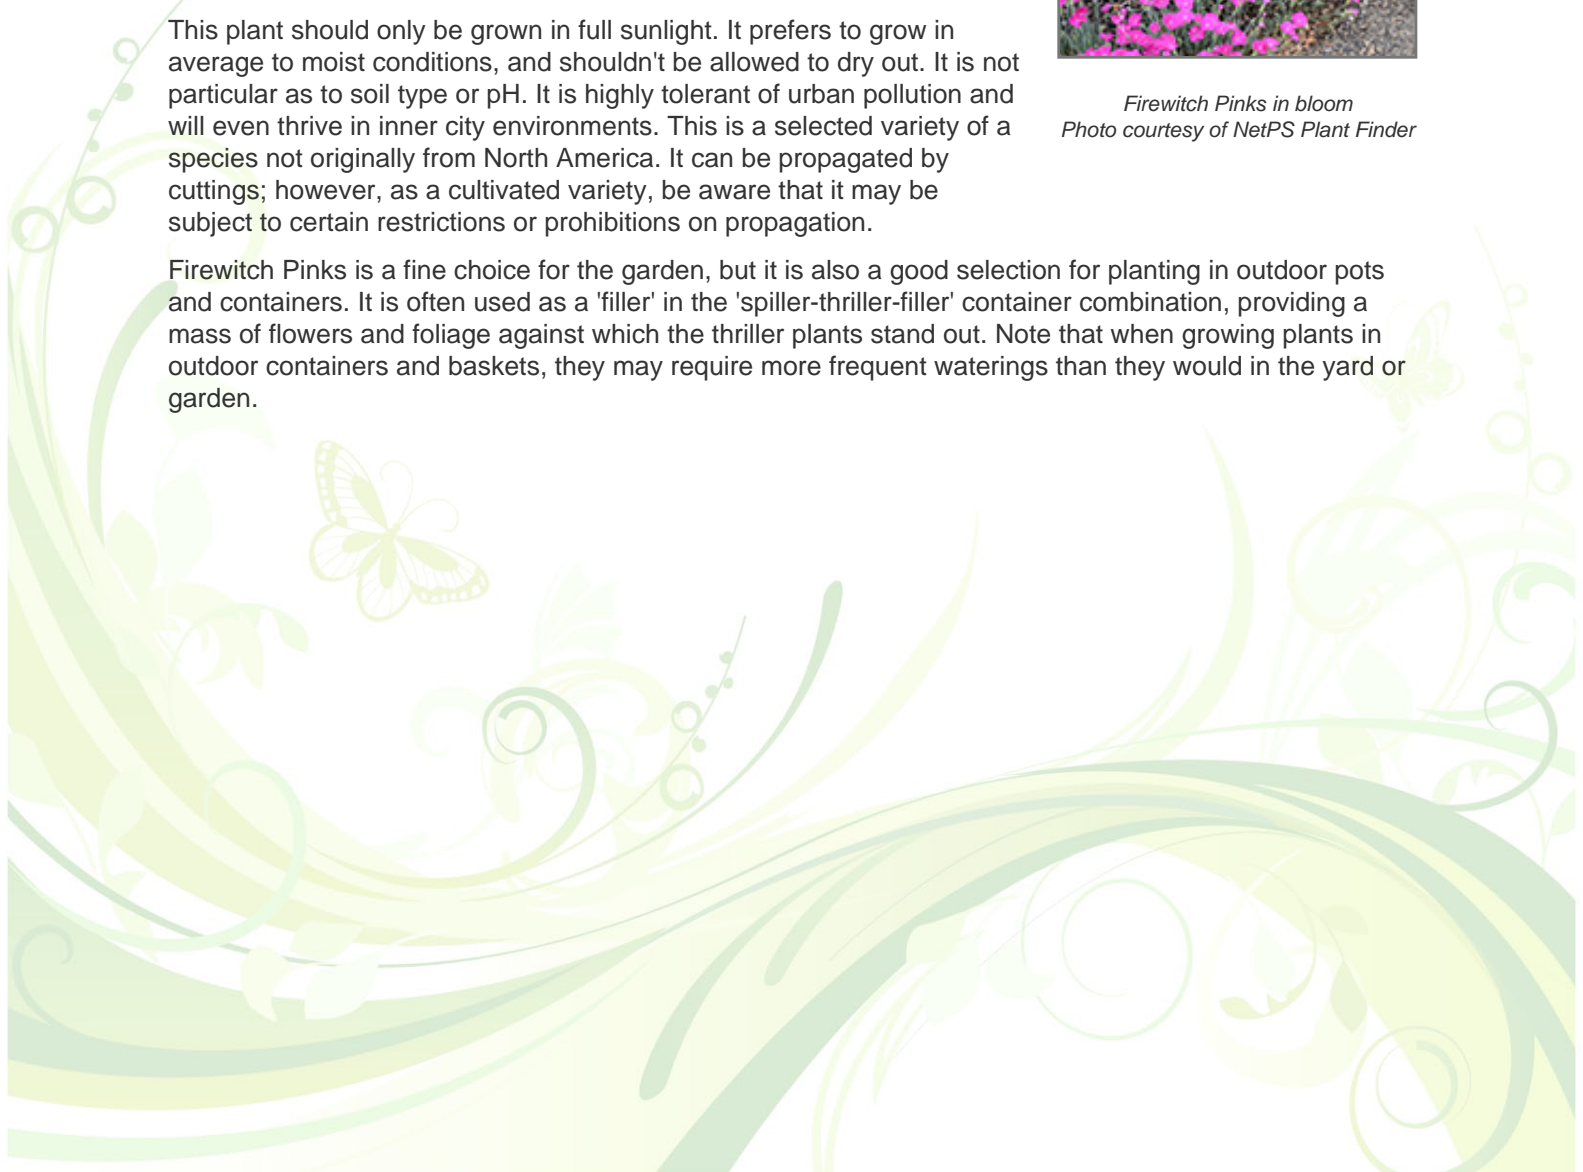 This plant should only be grown in full sunlight. It prefers to grow in
average to moist conditions, and shouldn't be allowed to dry out. It is not
particular as to soil type or pH. It is highly tolerant of urban pollution and
will even thrive in inner city environments. This is a selected variety of a
species not originally from North America. It can be propagated by
cuttings; however, as a cultivated variety, be aware that it may be
subject to certain restrictions or prohibitions on propagation.
Firewitch Pinks in bloom
Photo courtesy of NetPS Plant Finder
Firewitch Pinks is a fine choice for the garden, but it is also a good selection for planting in outdoor pots
and containers. It is often used as a 'filler' in the 'spiller-thriller-filler' container combination, providing a
mass of flowers and foliage against which the thriller plants stand out. Note that when growing plants in
outdoor containers and baskets, they may require more frequent waterings than they would in the yard or
garden.